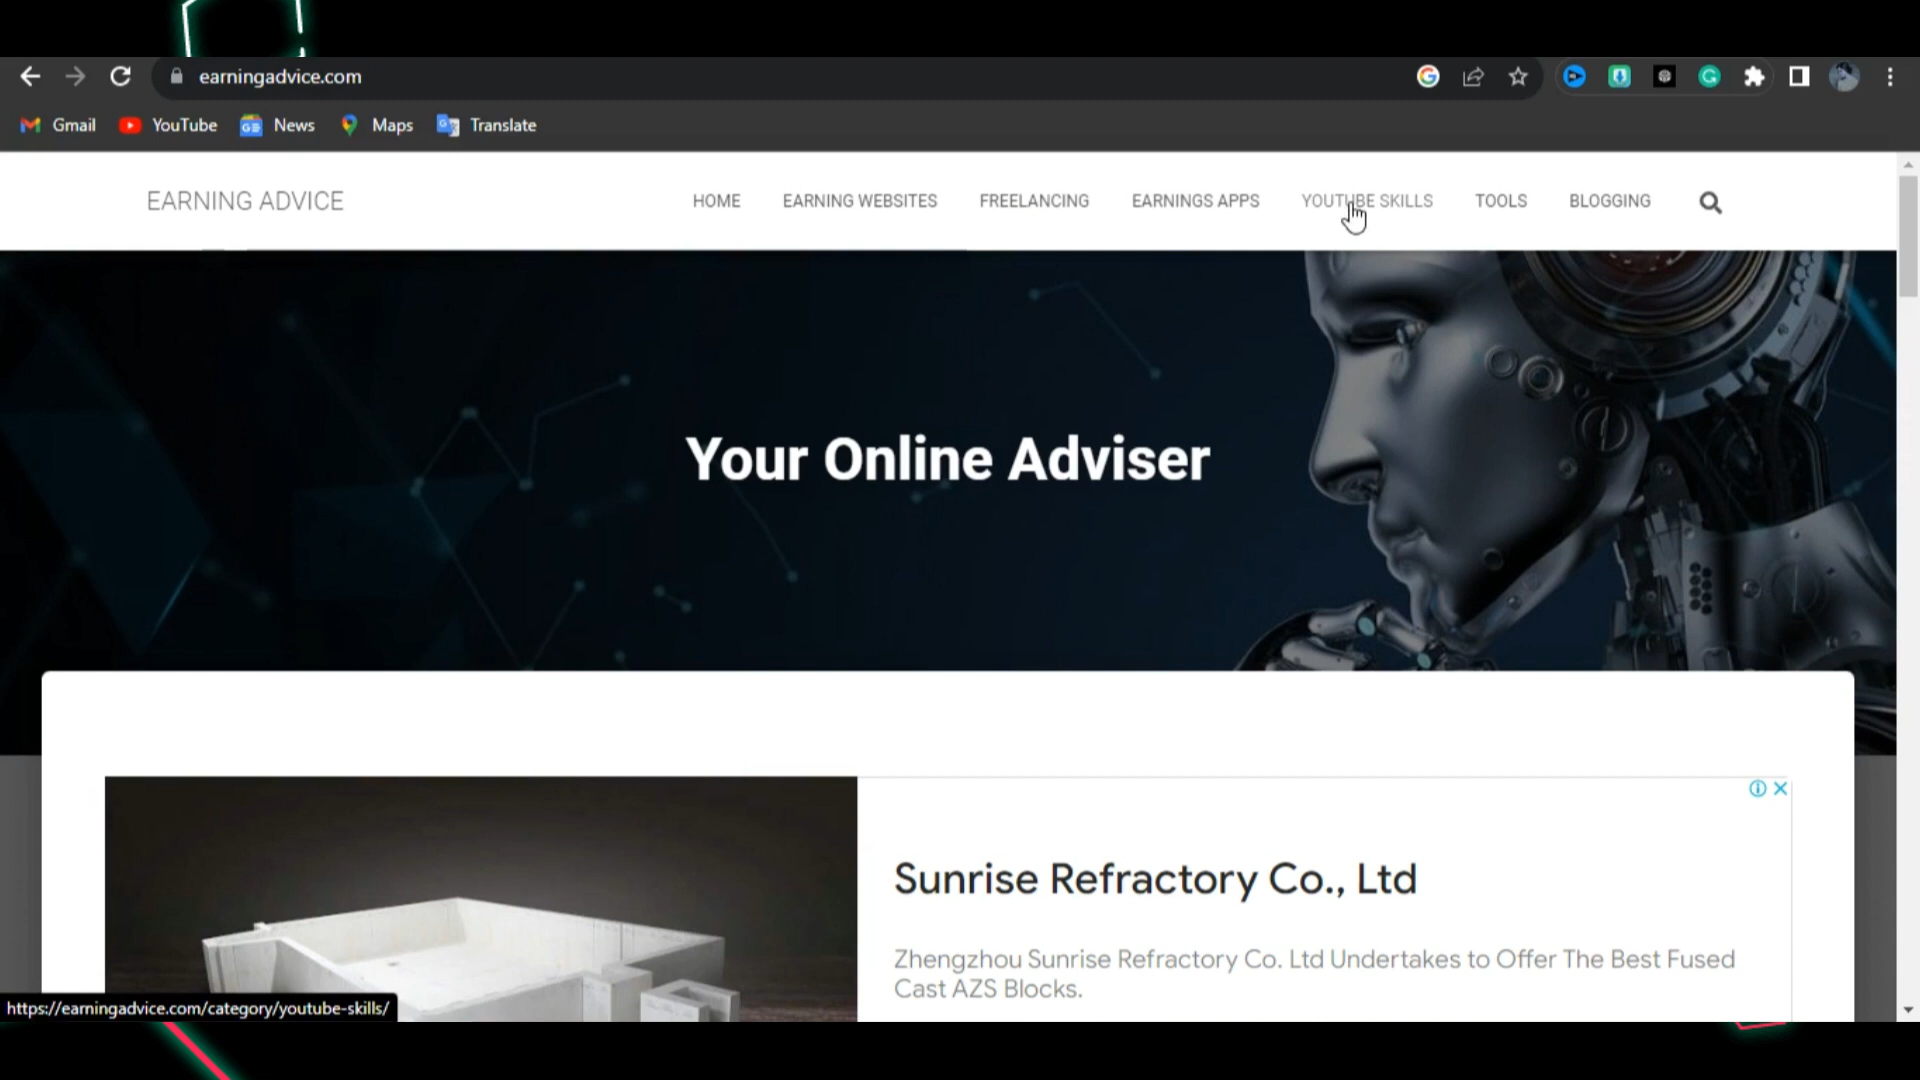 earningadvice.com
Gmail YouTube News Maps Translate
EARNING ADVICE HOME EARNING WEBSITES FREELANCING EARNINGS APPS YOUTUBE SKILLS TOOLS BLOGGING
Your Online Adviser
Sunrise Refractory Co., Ltd
Zhengzhou Sunrise Refractory Co. Ltd Undertakes to Offer The Best Fused
Cast AZS Blocks.
https://earningadvice.com/category/youtube-skills/